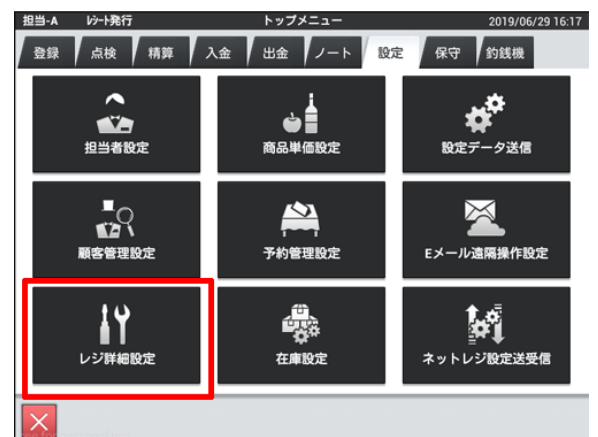 担当-A ﾚｼｰﾄ発行 トップメニュー 2019/06/29 16:17
登録 点検 精算 入金 出金 ノート 設定 保守 釣銭機
担当者設定 商品単価設定 設定データ送信
顧客管理設定 予約管理設定 Eメール遠隔操作設定
レジ詳細設定 在庫設定 ネットレジ設定送受信